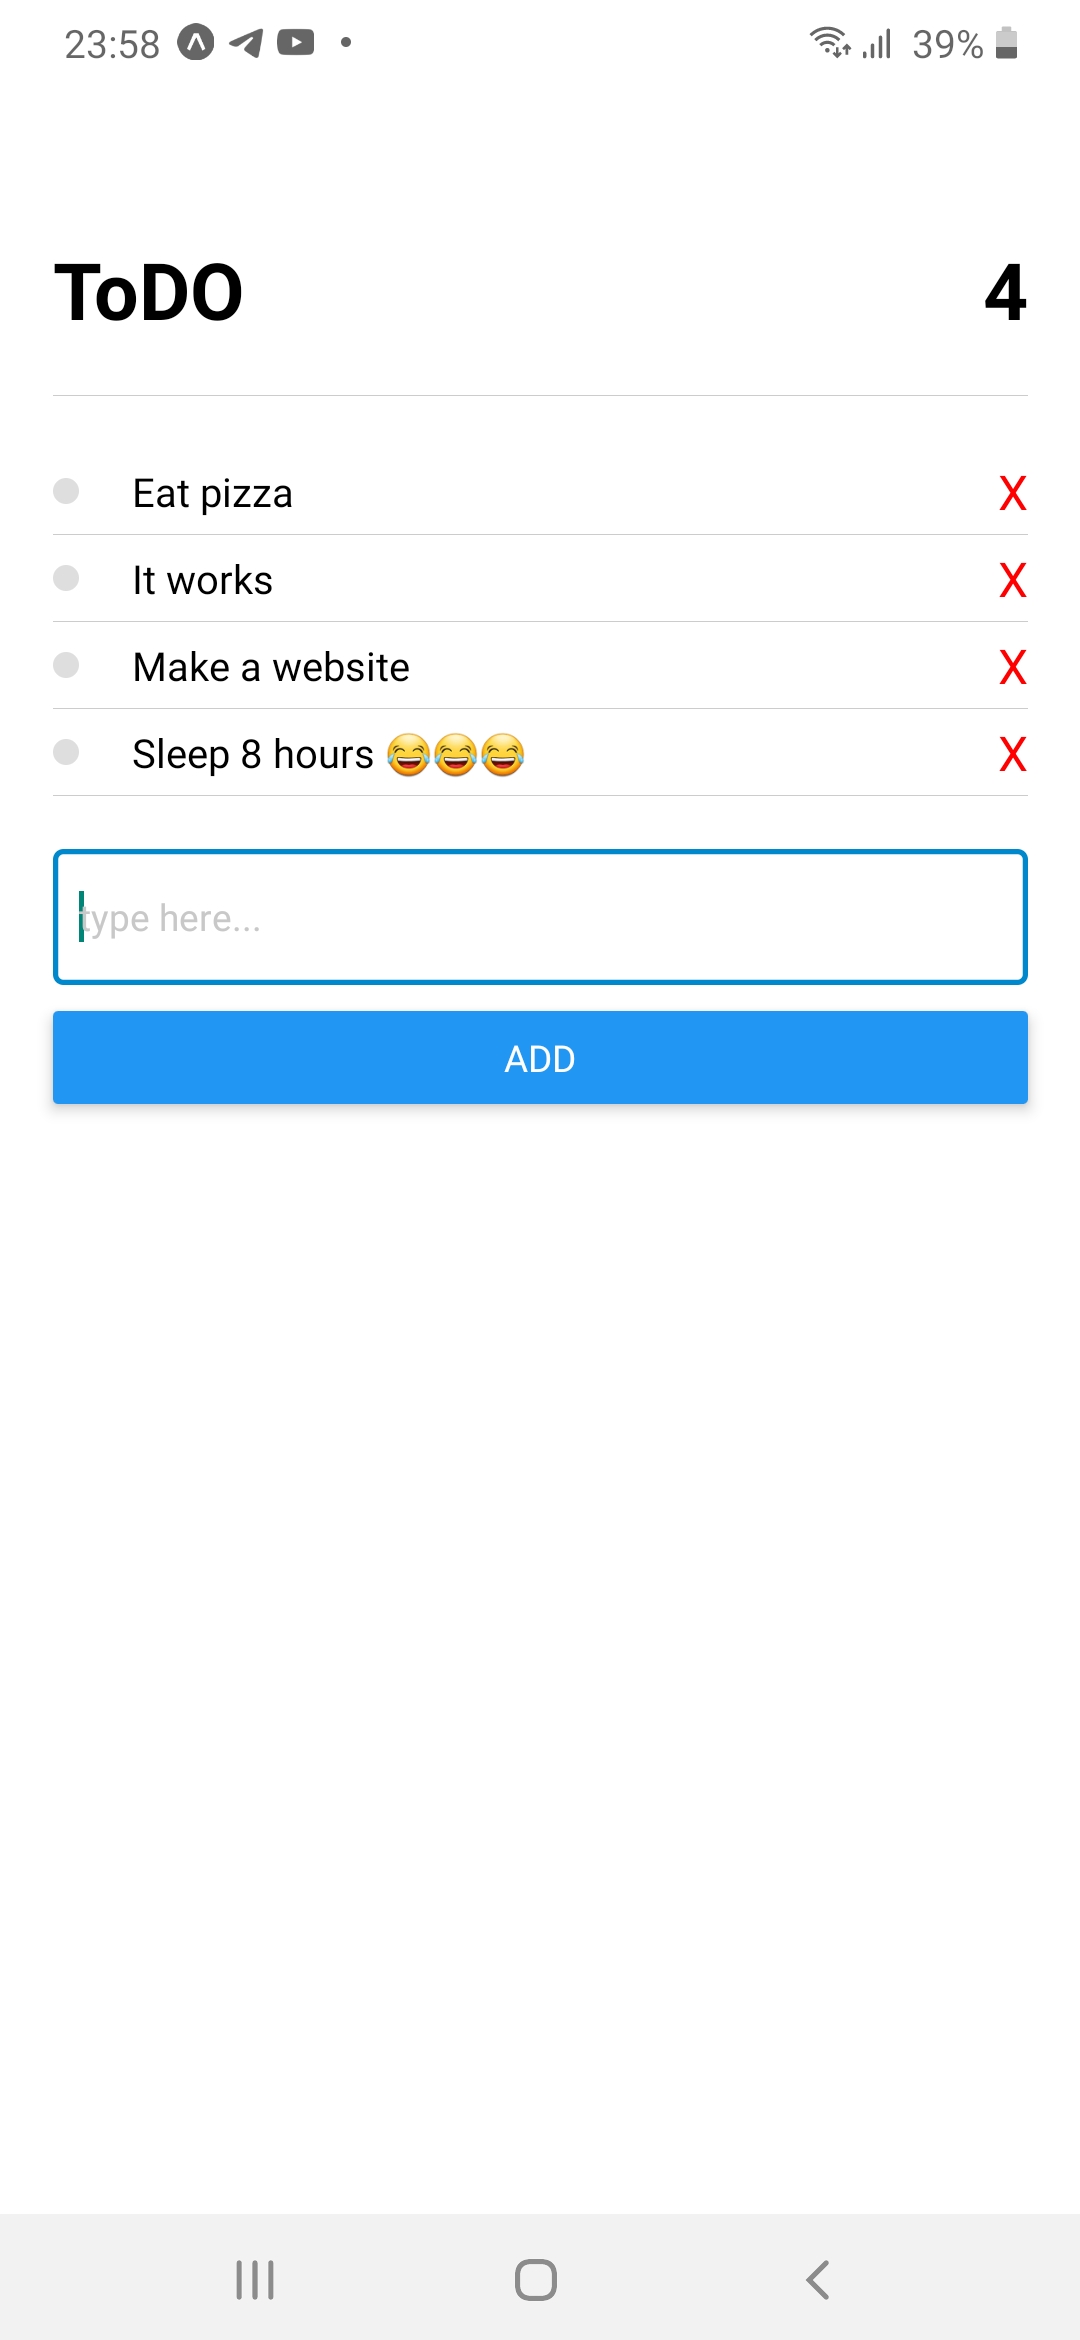 23:58 39%
ToDO 4
Eat pizza X
It works X
Make a website X
Sleep 8 hours 😂😂😂 X
type here...
ADD